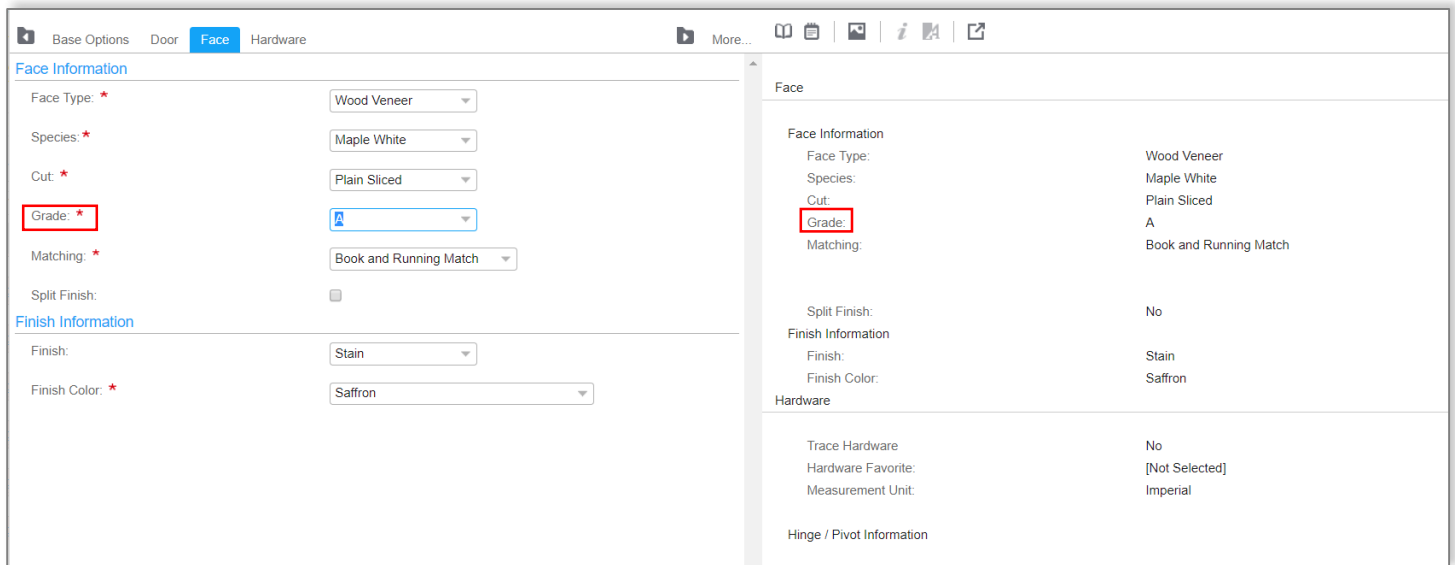 Base Options Door Face Hardware More...
Face Information
Face Type: * Wood Veneer
Species: * Maple White
Cut: * Plain Sliced
Grade: * A
Matching: * Book and Running Match
Split Finish:
Finish Information
Finish: Stain
Finish Color: * Saffron
Face
Face Information
Face Type: Wood Veneer
Species: Maple White
Cut: Plain Sliced
Grade: A
Matching: Book and Running Match
Split Finish: No
Finish Information
Finish: Stain
Finish Color: Saffron
Hardware
Trace Hardware No
Hardware Favorite: [Not Selected]
Measurement Unit: Imperial
Hinge / Pivot Information